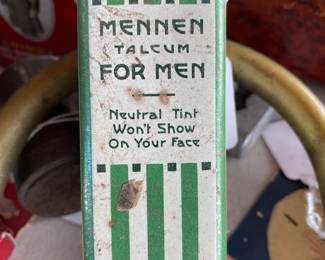 MENNEN
TALCUM
FOR MEN
Neutral Tint
Won't Show
On Your Face